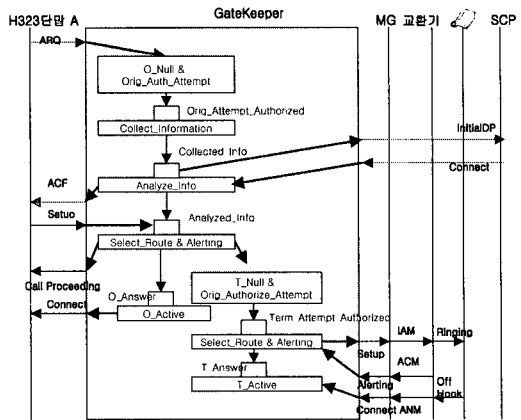 GateKeeper
H323단말 A
MG 교환기
SCP
ARQ
O_Null &
Orig_Auth_Attempt
Orig_Attempt_Authorized
Collect_Information
InitialDP
Collected Info
Connect
ACF
Analyze_Info
Setuo
Analyzed_Info
Select_Route & Alerting
Call Proceeding
T_Null &
Orig_Authorize_Attempt
O_Answer
Connect
O_Active
Term Attempt Authorized
IAM
Ringing
Select_Route & Alerting
Setup
ACM
T_Answer
Alerting
Off
Hook
T_Active
Connect ANM